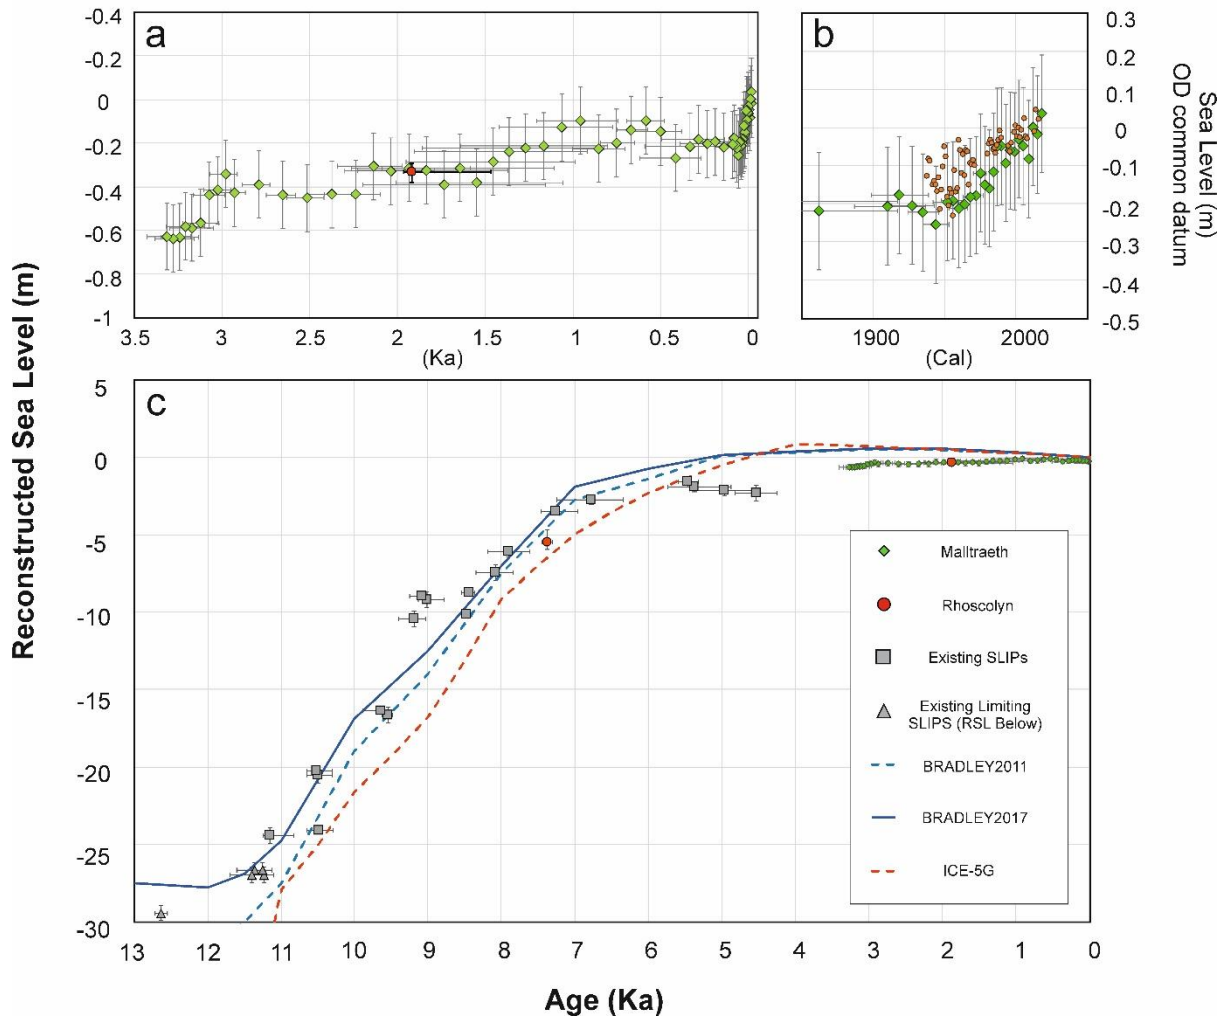 a
-0.4
-0.2
0
-0.2
-0.4
-0.6
-0.8
-1
3.5
3
2.5
2
1.5
1
0.5
0
(Ka)
b
0.3
0.2
0.1
0
-0.1
-0.2
-0.3
-0.4
-0.5
1900
2000
(Cal)
Sea Level (m)
OD common datum
Reconstructed Sea Level (m)
c
5
0
-5
-10
-15
-20
-25
-30
13
12
11
10
9
8
7
6
5
4
3
2
1
0
Age (Ka)
Malltraeth
Rhoscolyn
Existing SLIPs
Existing Limiting
SLIPS (RSL Below)
BRADLEY2011
BRADLEY2017
ICE-5G